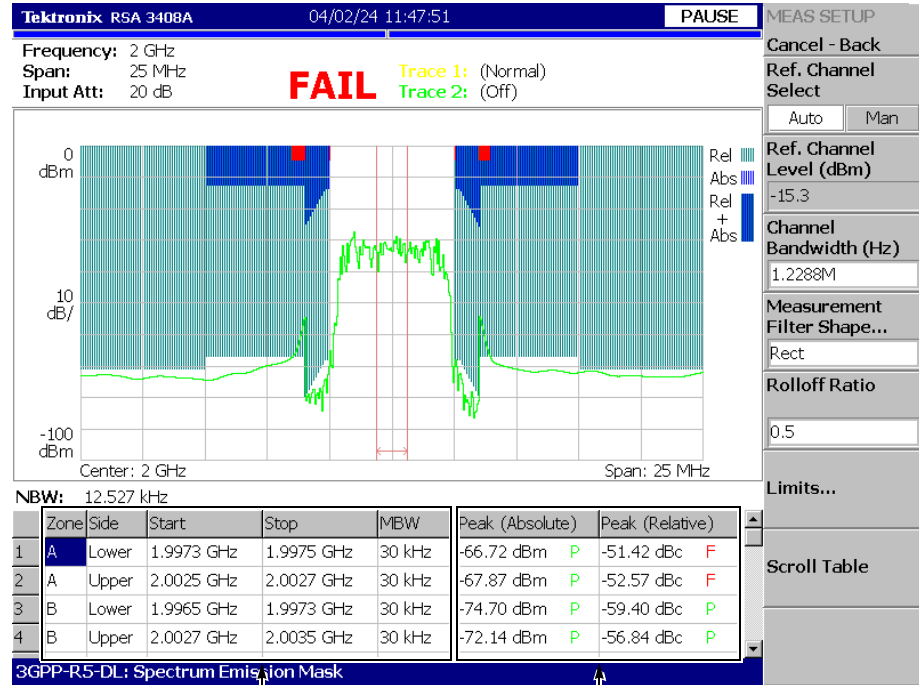 Tektronix RSA 3408A 04/02/24 11:47:51 PAUSE
Frequency: 2 GHz
Span: 25 MHz
Input Att: 20 dB
FAIL
Trace 1: (Normal)
Trace 2: (Off)
0
dBm
10
dB/
-100
dBm
Rel
Abs
Rel
+
Abs
Center: 2 GHz Span: 25 MHz
NBW: 12.527 kHz
Zone Side Start Stop MBW Peak (Absolute) Peak (Relative)
1 A Lower 1.9973 GHz 1.9975 GHz 30 kHz -66.72 dBm P -51.42 dBc F
2 A Upper 2.0025 GHz 2.0027 GHz 30 kHz -67.87 dBm P -52.57 dBc F
3 B Lower 1.9965 GHz 1.9973 GHz 30 kHz -74.70 dBm P -59.40 dBc P
4 B Upper 2.0027 GHz 2.0035 GHz 30 kHz -72.14 dBm P -56.84 dBc P
3GPP-R5-DL: Spectrum Emission Mask
MEAS SETUP
Cancel - Back
Ref. Channel
Select
Auto Man
Ref. Channel
Level (dBm)
-15.3
Channel
Bandwidth (Hz)
1.2288M
Measurement
Filter Shape...
Rect
Rolloff Ratio
0.5
Limits...
Scroll Table